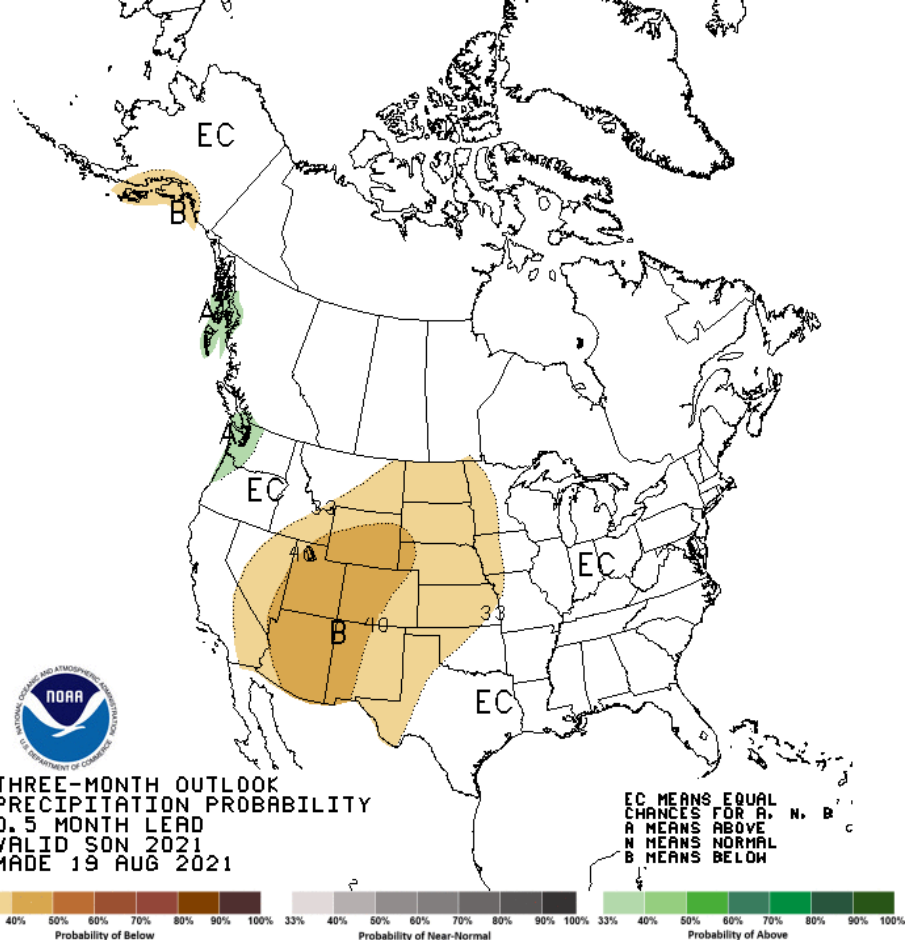 EC
B
A
A
EC
33
40
EC
33
B
40
EC
NATIONAL OCEANIC AND ATMOSPHERIC ADMINISTRATION
NOAA
U.S. DEPARTMENT OF COMMERCE
THREE-MONTH OUTLOOK
PRECIPITATION PROBABILITY
0.5 MONTH LEAD
VALID SON 2021
MADE 19 AUG 2021
EC MEANS EQUAL
CHANCES FOR A, N, B
A MEANS ABOVE
N MEANS NORMAL
B MEANS BELOW
40% 50% 60% 70% 80% 90% 100%
Probability of Below
33% 40% 50% 60% 70% 80% 90% 100%
Probability of Near-Normal
33% 40% 50% 60% 70% 80% 90% 100%
Probability of Above